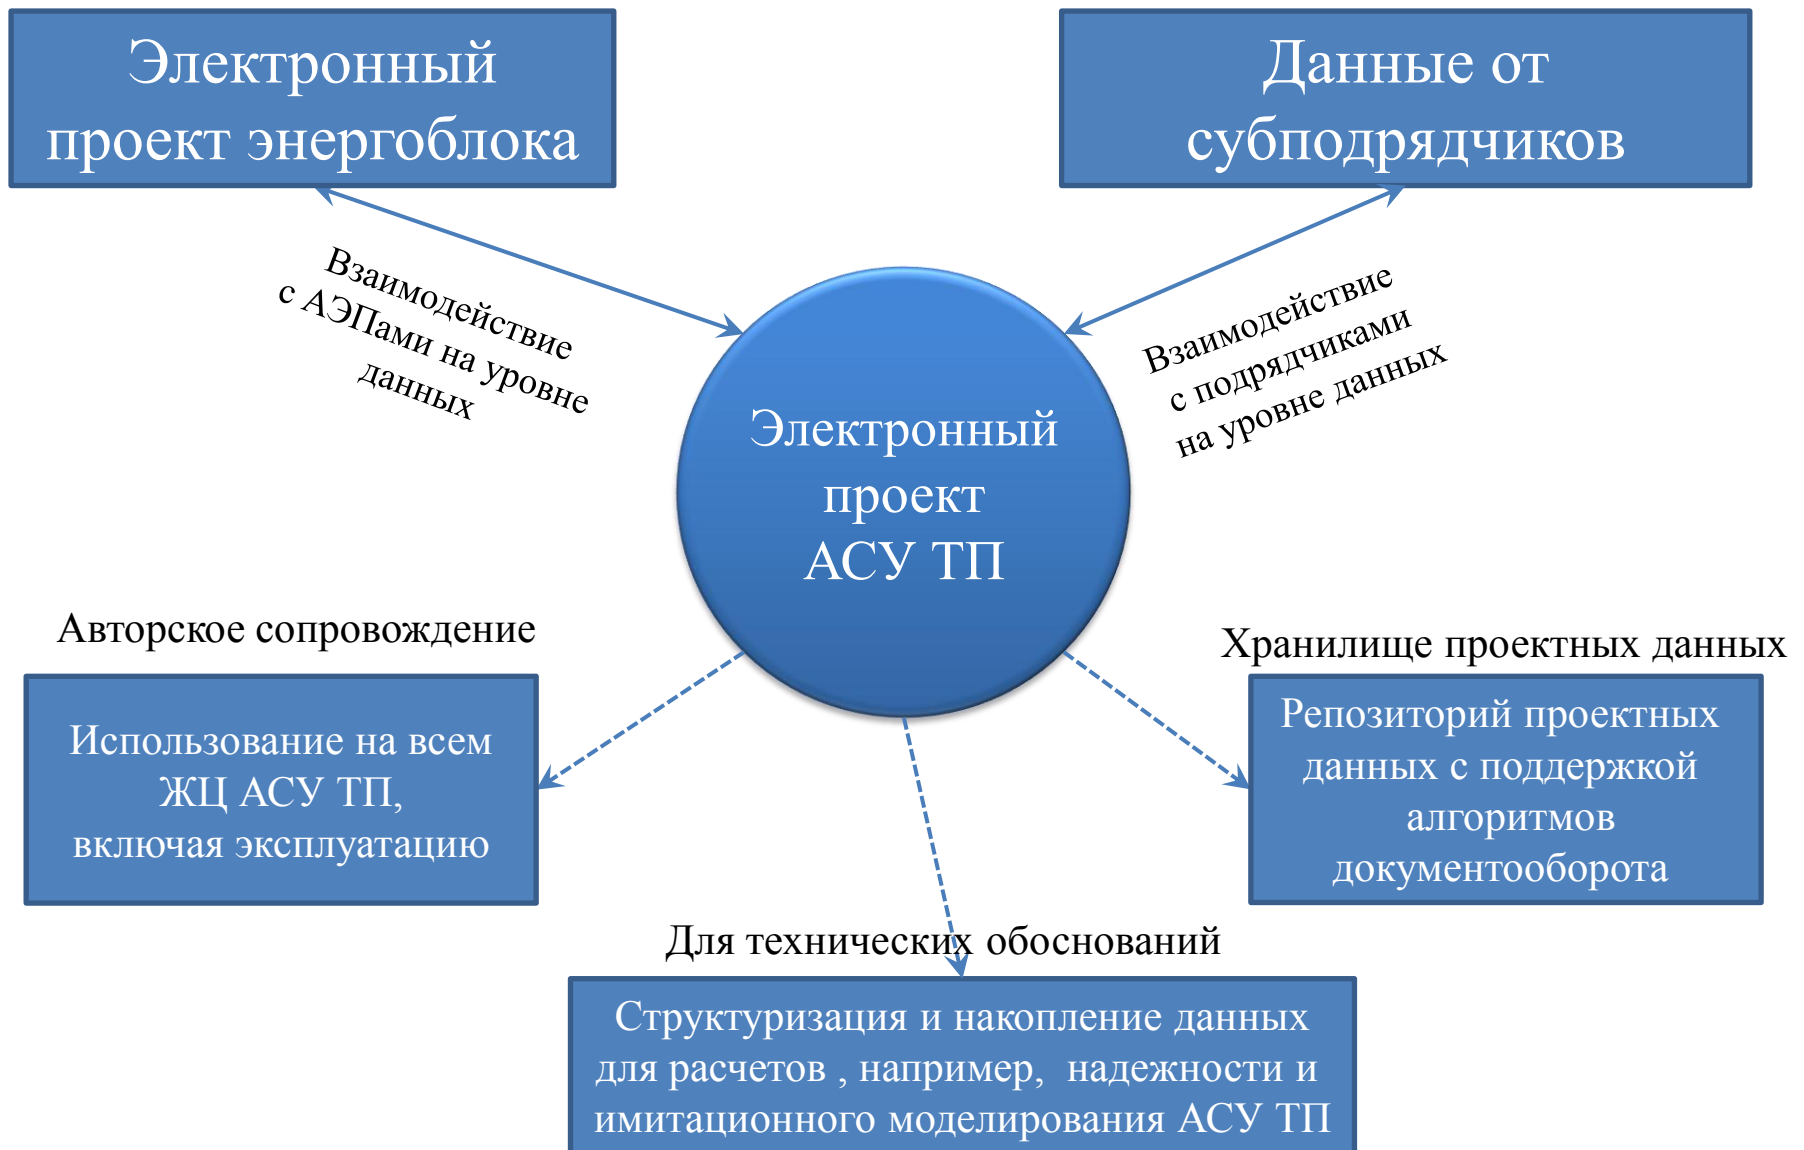 Электронный
проект энергоблока
Данные от
субподрядчиков
Взаимодействие
с АЭПами на уровне
данных
Взаимодействие
с подрядчиками
на уровне данных
Электронный
проект
АСУ ТП
Авторское сопровождение
Использование на всем
ЖЦ АСУ ТП,
включая эксплуатацию
Хранилище проектных данных
Репозиторий проектных
данных с поддержкой
алгоритмов
документооборота
Для технических обоснований
Структуризация и накопление данных
для расчетов , например, надежности и
имитационного моделирования АСУ ТП